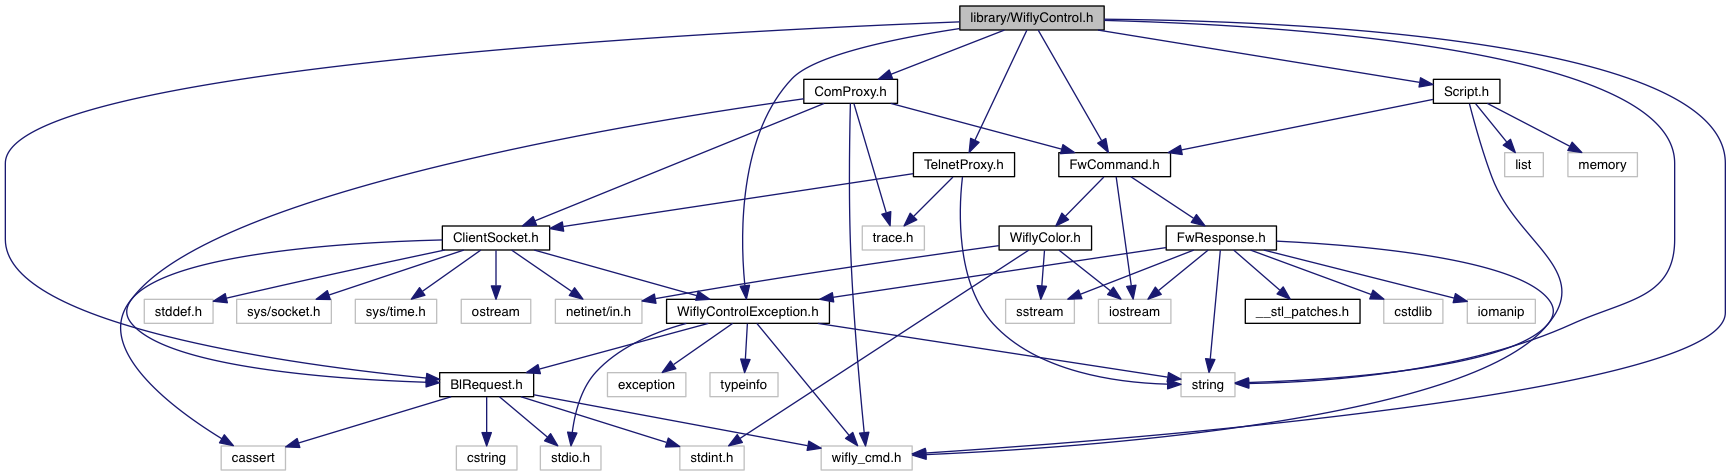 library/WiflyControl.h
ComProxy.h
Script.h
TelnetProxy.h
FwCommand.h
list
memory
ClientSocket.h
trace.h
WiflyColor.h
FwResponse.h
stddef.h
sys/socket.h
sys/time.h
ostream
netinet/in.h
WiflyControlException.h
sstream
iostream
__stl_patches.h
cstdlib
iomanip
BlRequest.h
exception
typeinfo
string
cassert
cstring
stdio.h
stdint.h
wifly_cmd.h